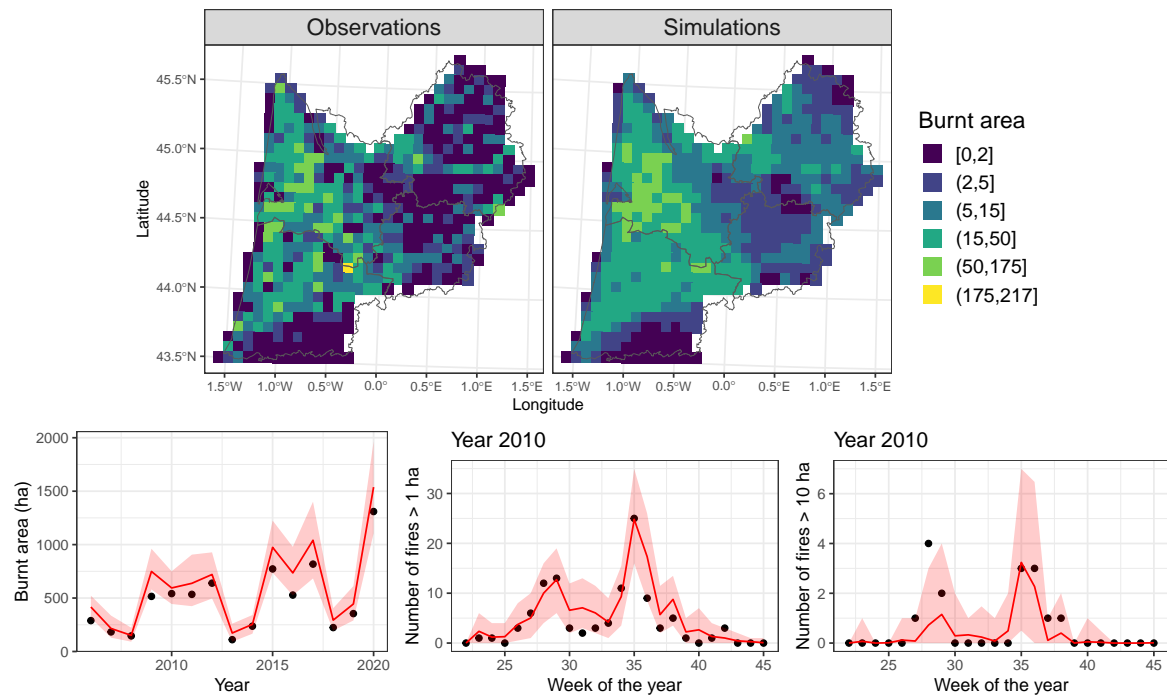 Observations
Simulations
45.5°N
45.0°N
44.5°N
44.0°N
43.5°N
Latitude
1.5°W 1.0°W 0.5°W 0.0° 0.5°E 1.0°E 1.5°E
1.5°W 1.0°W 0.5°W 0.0° 0.5°E 1.0°E 1.5°E
Longitude
Burnt area
[0,2]
(2,5]
(5,15]
(15,50]
(50,175]
(175,217]
2000
1500
1000
500
0
Burnt area (ha)
2010 2015 2020
Year
Year 2010
30
20
10
0
Number of fires > 1 ha
25 30 35 40 45
Week of the year
Year 2010
6
4
2
0
Number of fires > 10 ha
25 30 35 40 45
Week of the year